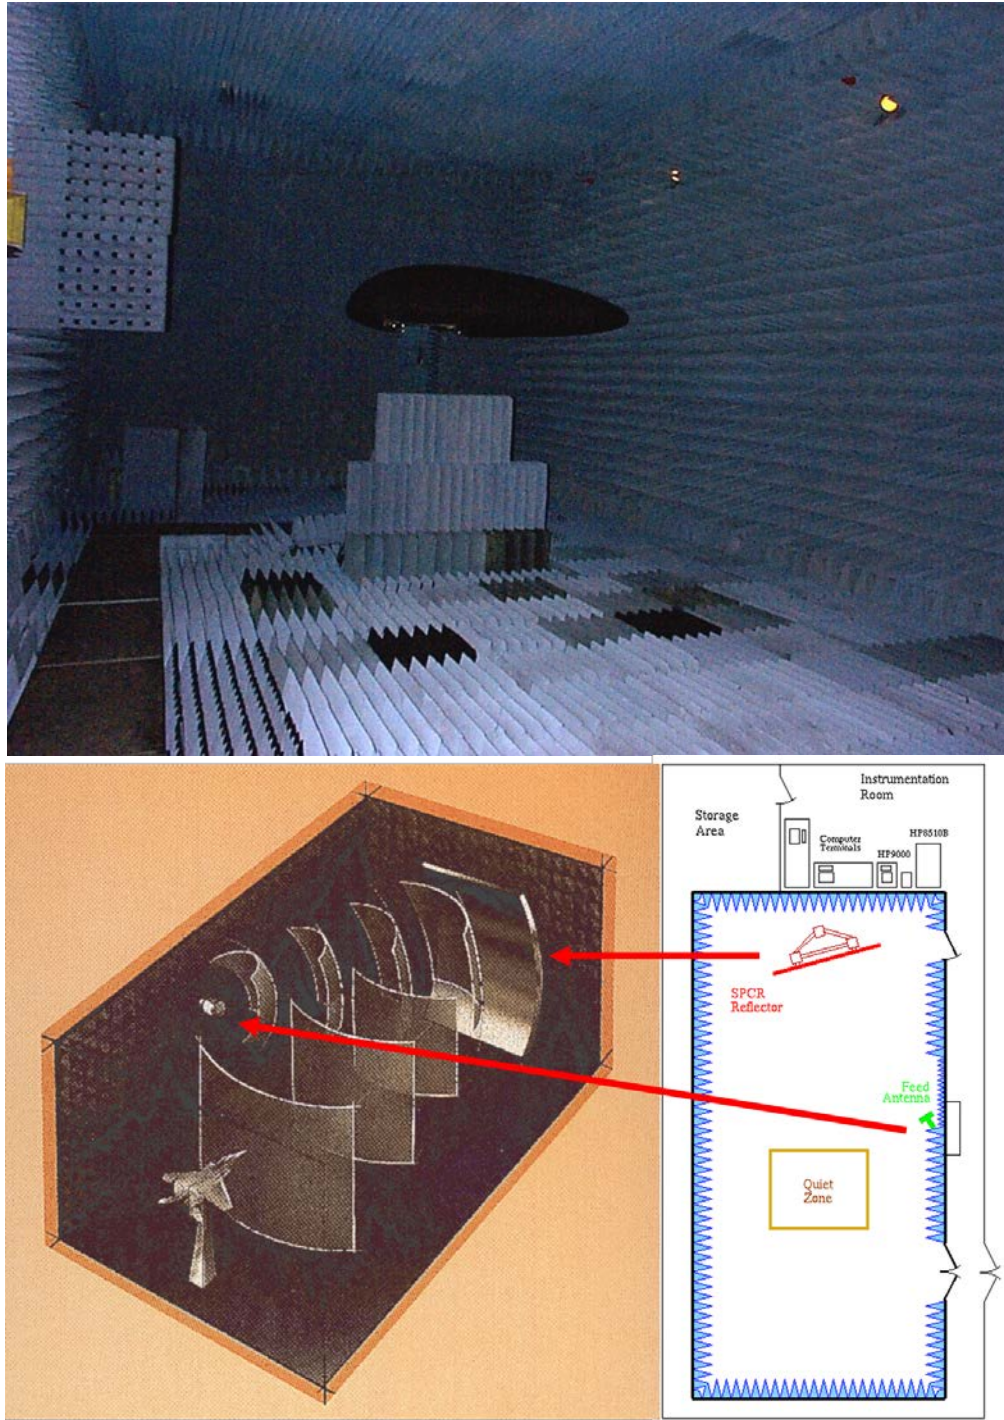 Instrumentation
Room
Storage
Area
Computer
Terminals
HP9000
HP8510B
SPCR
Reflector
Feed
Antenna
Quiet
Zone